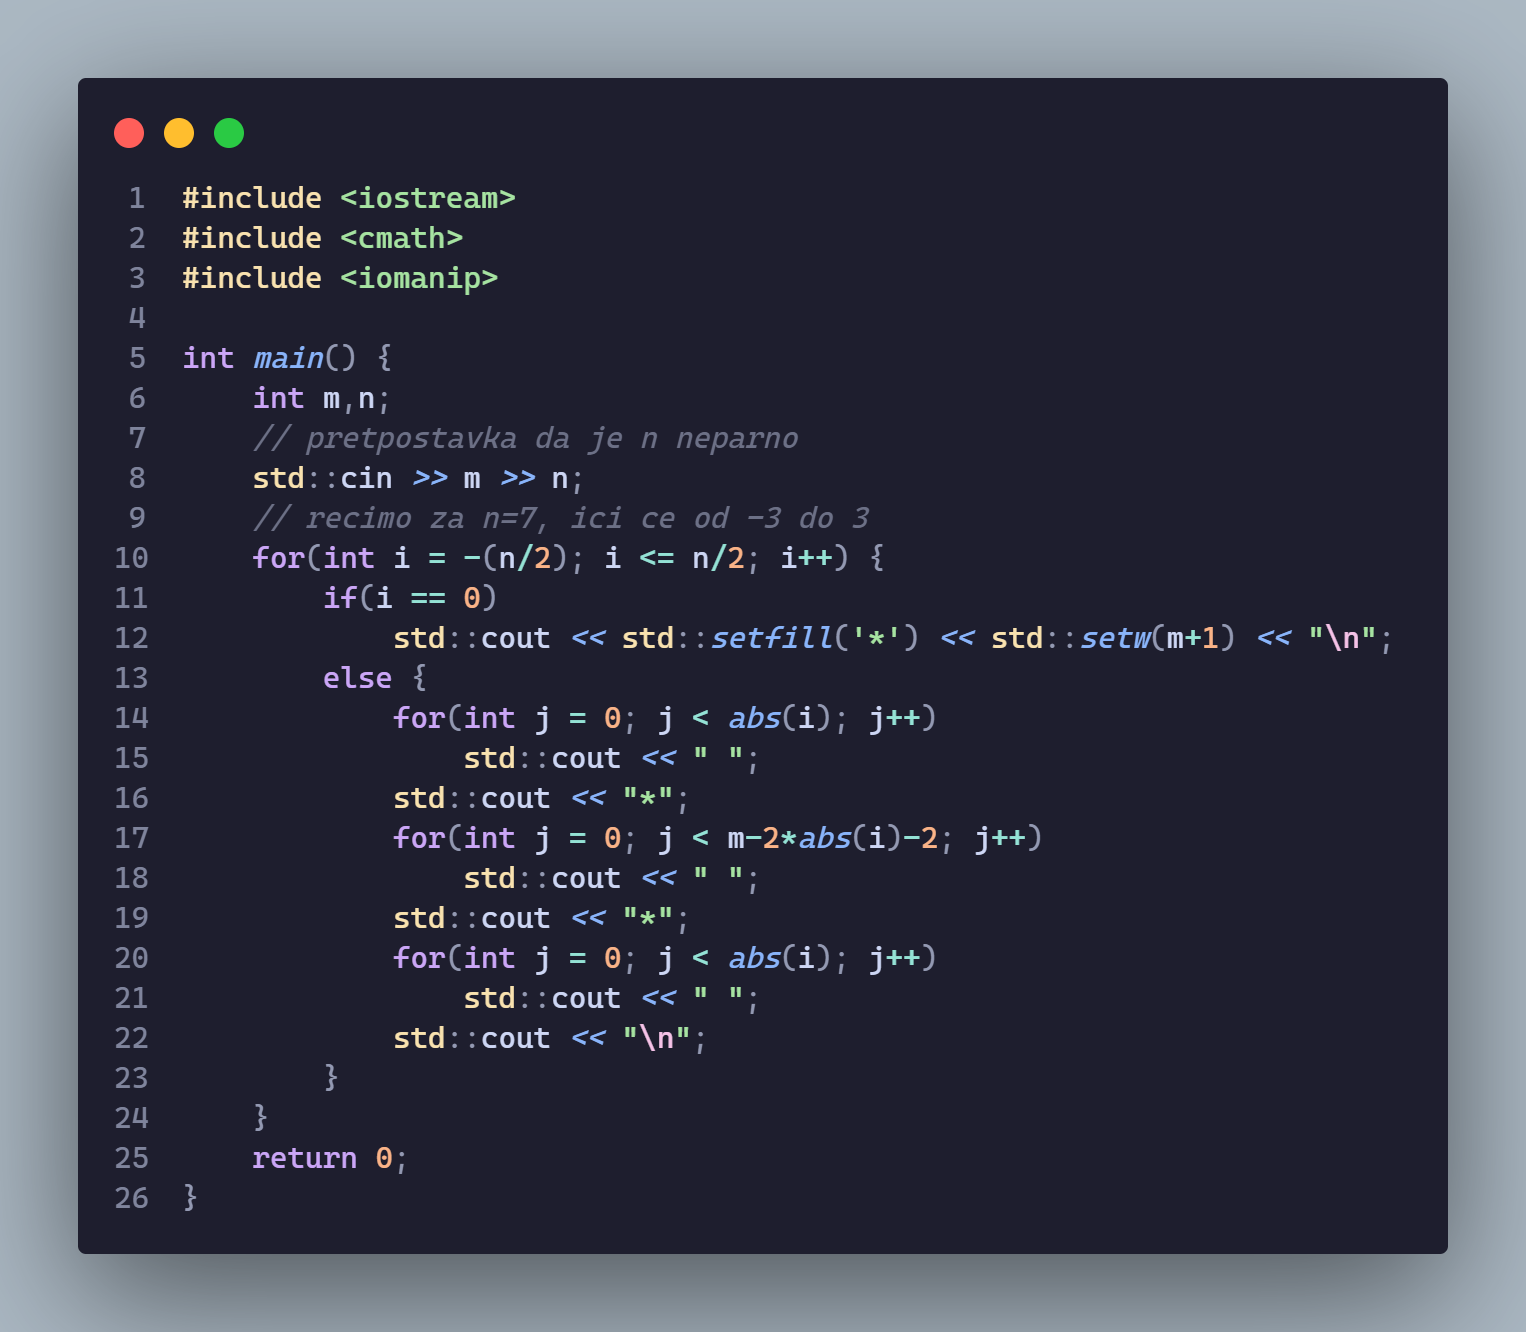 1 #include <iostream>
2 #include <cmath>
3 #include <iomanip>
4
5 int main() {
6     int m,n;
7     // pretpostavka da je n neparno
8     std::cin >> m >> n;
9     // recimo za n=7, ici ce od -3 do 3
10     for(int i = -(n/2); i <= n/2; i++) {
11         if(i == 0)
12             std::cout << std::setfill('*') << std::setw(m+1) << "\n";
13         else {
14             for(int j = 0; j < abs(i); j++)
15                 std::cout << " ";
16             std::cout << "*";
17             for(int j = 0; j < m-2*abs(i)-2; j++)
18                 std::cout << " ";
19             std::cout << "*";
20             for(int j = 0; j < abs(i); j++)
21                 std::cout << " ";
22             std::cout << "\n";
23         }
24     }
25     return 0;
26 }